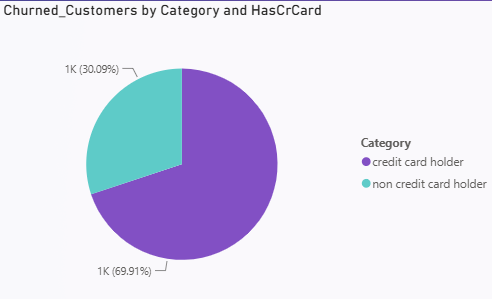 Churned_Customers by Category and HasCrCard
1K (30.09%)
Category
credit card holder
non credit card holder
1K (69.91%)